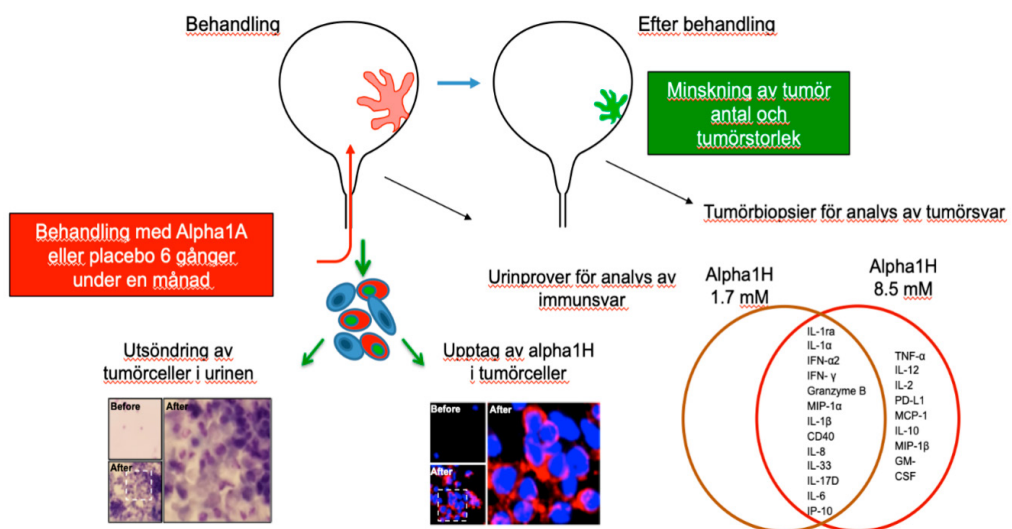 Behandling
Efter behandling
Minskning av tumör
antal och
tumörstorlek
Behandling med Alpha1A
eller placebo 6 gånger
under en månad
Tumörbiopsier för analys av tumörsvar
Urinprover för analys av
immunsvar
Utsöndring av
tumörceller i urinen
Before
After
After
Upptag av alpha1H
i tumörceller
Before
After
After
Alpha1H
1.7 mM
Alpha1H
8.5 mM
IL-1ra
IL-1α
IFN-α2
IFN- γ
Granzyme B
MIP-1α
IL-1β
CD40
IL-8
IL-33
IL-17D
IL-6
IP-10
TNF-α
IL-12
IL-2
PD-L1
MCP-1
IL-10
MIP-1β
GM-
CSF